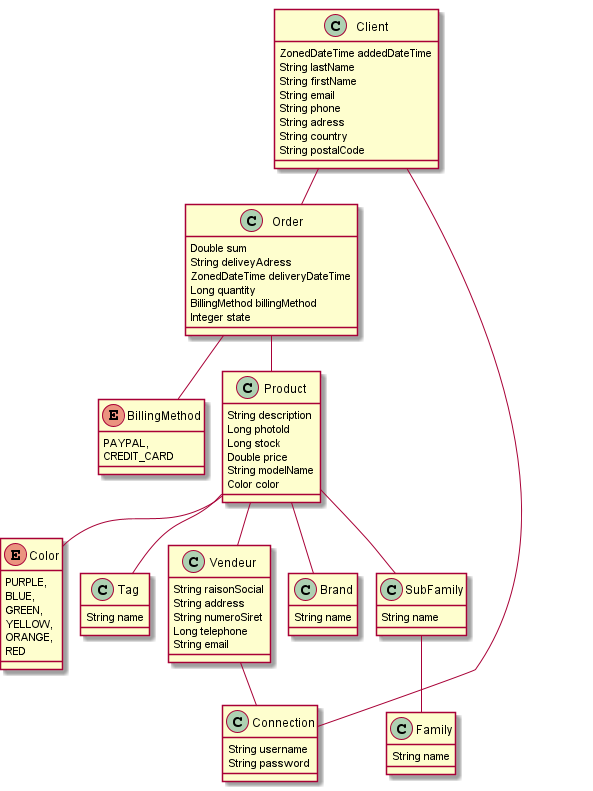 C Client
ZonedDateTime addedDateTime
String lastName
String firstName
String email
String phone
String adress
String country
String postalCode
C Order
Double sum
String deliveyAdress
ZonedDateTime deliveryDateTime
Long quantity
BillingMethod billingMethod
Integer state
E BillingMethod
PAYPAL,
CREDIT_CARD
C Product
String description
Long photoId
Long stock
Double price
String modelName
Color color
E Color
PURPLE,
BLUE,
GREEN,
YELLOW,
ORANGE,
RED
C Tag
String name
C Vendeur
String raisonSocial
String address
String numeroSiret
Long telephone
String email
C Brand
String name
C SubFamily
String name
C Connection
String username
String password
C Family
String name